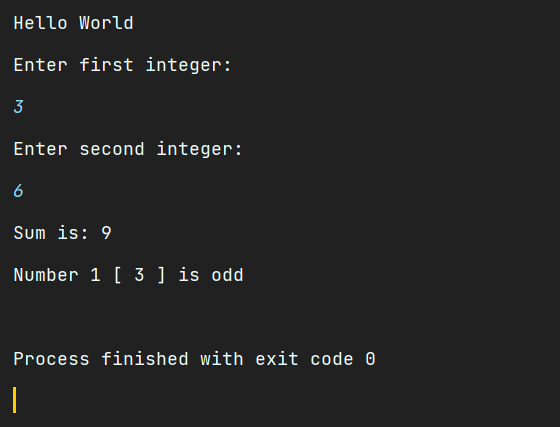 Hello World
Enter first integer:
3
Enter second integer:
6
Sum is: 9
Number 1 [ 3 ] is odd
Process finished with exit code 0